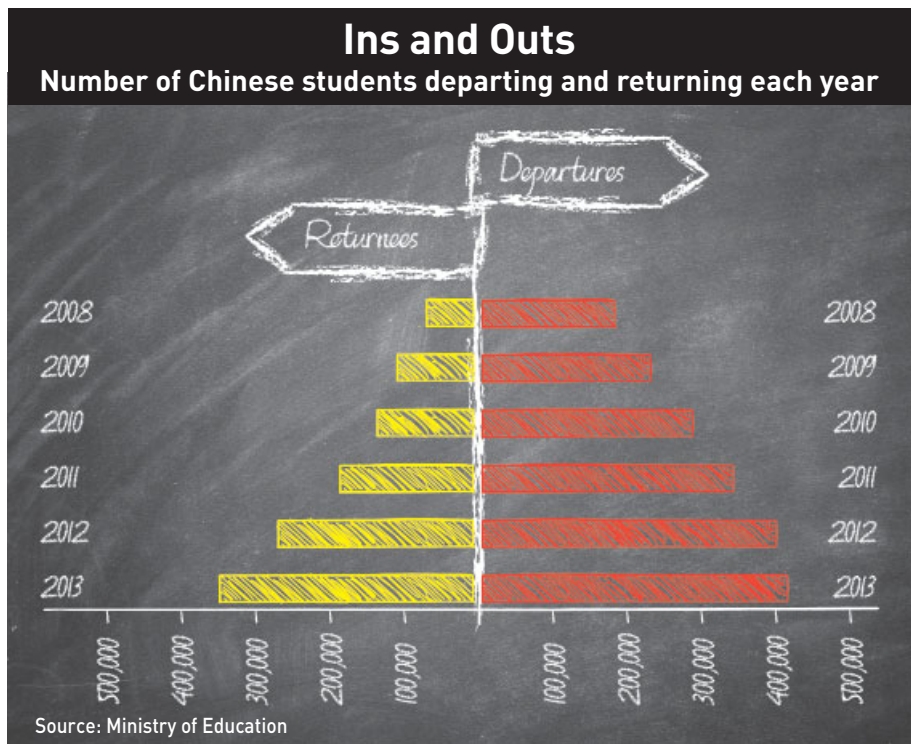 Ins and Outs
Number of Chinese students departing and returning each year
Departures
Returnees
2008 2008
2009 2009
2010 2010
2011 2011
2012 2012
2013 2013
500,000 400,000 300,000 200,000 100,000 100,000 200,000 300,000 400,000 500,000
Source: Ministry of Education